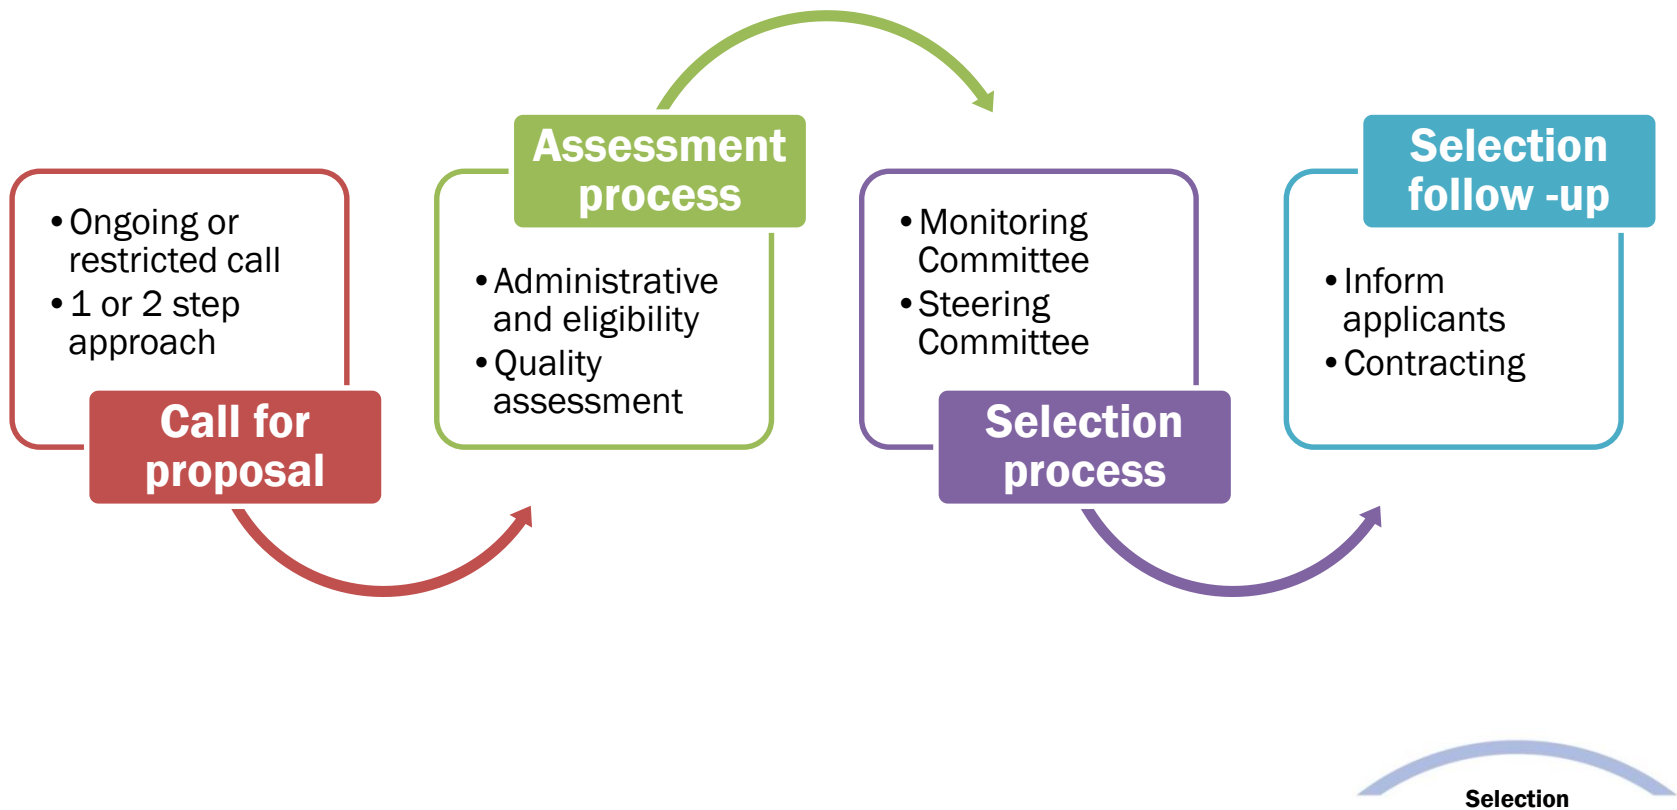 •Ongoing or
restricted call
•1 or 2 step
approach
Call for
proposal
Assessment
process
•Administrative
and eligibility
•Quality
assessment
•Monitoring
Committee
•Steering
Committee
Selection
process
Selection
follow -up
•Inform
applicants
•Contracting
Selection